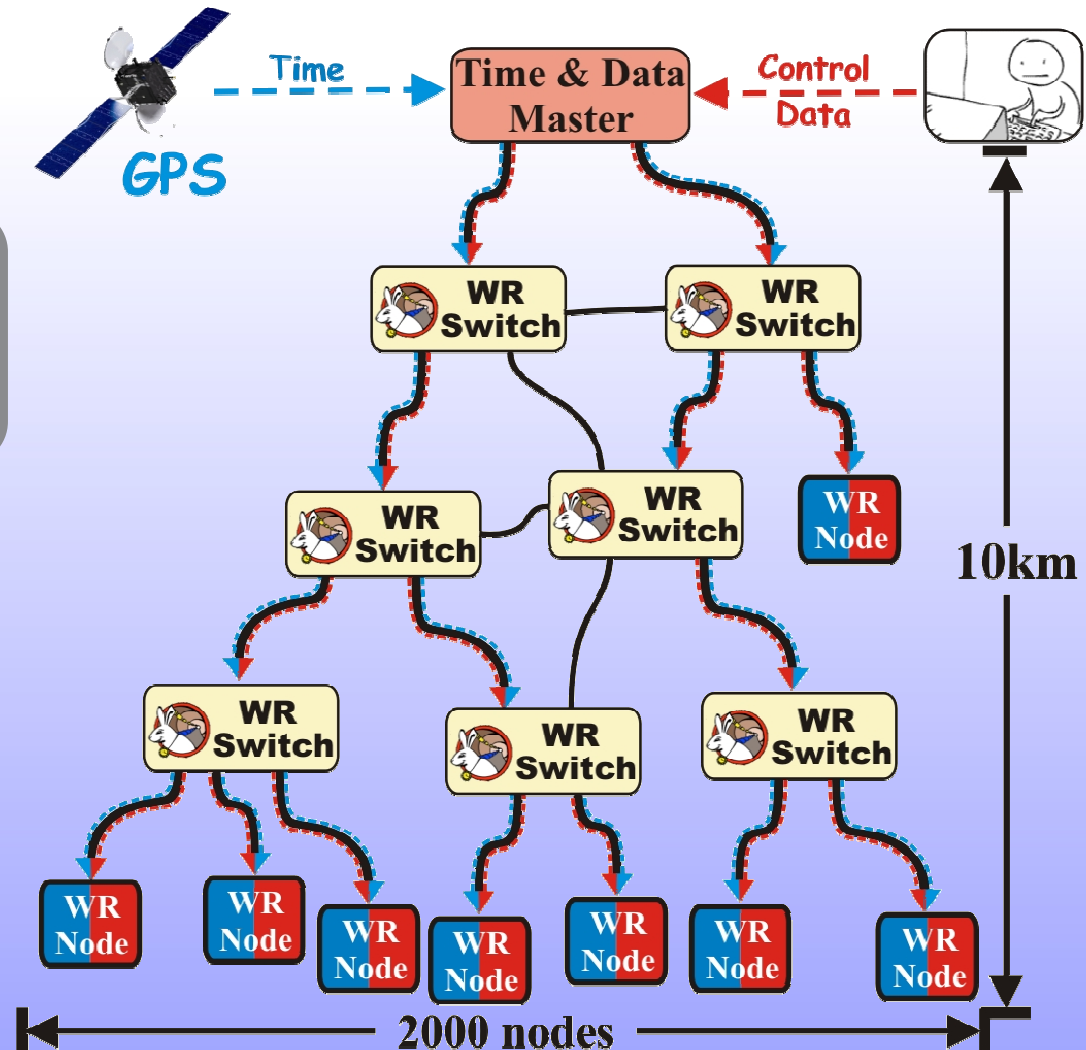 Time
Time & Data
Master
Control
Data
GPS
WR
Switch
WR
Switch
WR
Switch
WR
Switch
WR
Node
10km
WR
Switch
WR
Switch
WR
Switch
WR
Node
WR
Node
WR
Node
WR
Node
WR
Node
WR
Node
WR
Node
2000 nodes